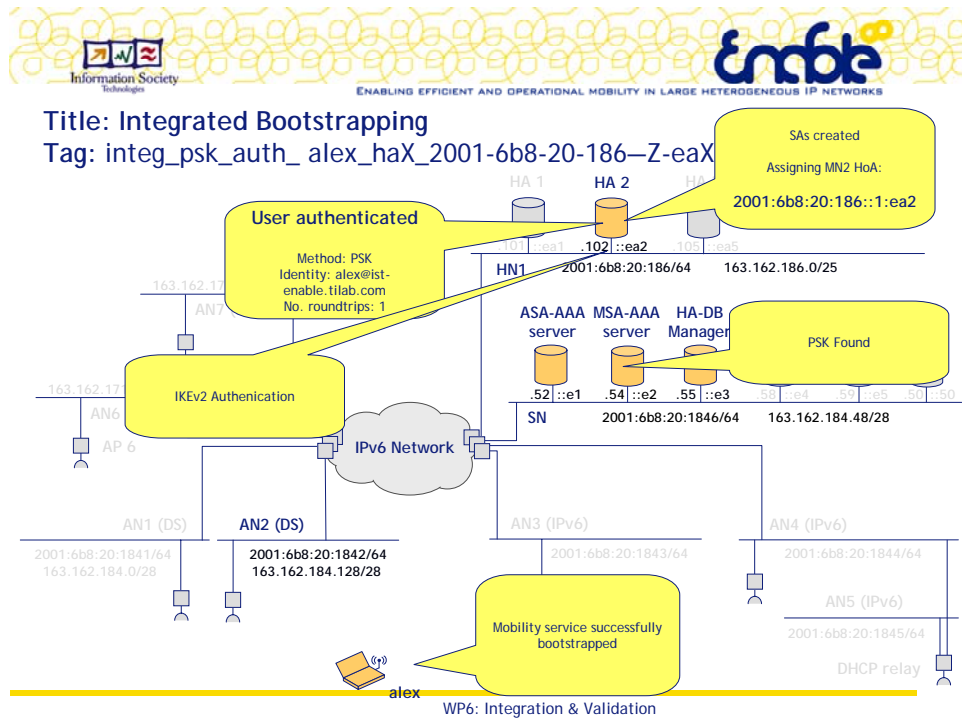 Information Society
Technologies
Enable
ENABLING EFFICIENT AND OPERATIONAL MOBILITY IN LARGE HETEROGENEOUS IP NETWORKS
Title: Integrated Bootstrapping
Tag: integ_psk_auth_ alex_haX_2001-6b8-20-186—Z-eaX
SAs created
Assigning MN2 HoA:
2001:6b8:20:186::1:ea2
HA 1
HA 2
HA
User authenticated
Method: PSK
Identity: alex@ist-
enable.tilab.com
No. roundtrips: 1
.101 ::ea1
.102 ::ea2
.105 ::ea5
HN1
2001:6b8:20:186/64
163.162.186.0/25
163.162.17
AN7
ASA-AAA
server
MSA-AAA
server
HA-DB
Manager
PSK Found
IKEv2 Authenication
163.162.171
AN6
AP 6
.52 ::e1
.54 ::e2
.55 ::e3
.58 ::e4
.59 ::e5
.50 ::50
SN
2001:6b8:20:1846/64
163.162.184.48/28
IPv6 Network
AN1 (DS)
AN2 (DS)
AN3 (IPv6)
AN4 (IPv6)
2001:6b8:20:1841/64
163.162.184.0/28
2001:6b8:20:1842/64
163.162.184.128/28
2001:6b8:20:1843/64
2001:6b8:20:1844/64
AN5 (IPv6)
2001:6b8:20:1845/64
DHCP relay
Mobility service successfully
bootstrapped
alex
WP6: Integration & Validation